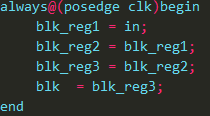 always@(posedge clk)begin
    blk_reg1 = in;
    blk_reg2 = blk_reg1;
    blk_reg3 = blk_reg2;
    blk  = blk_reg3;
end